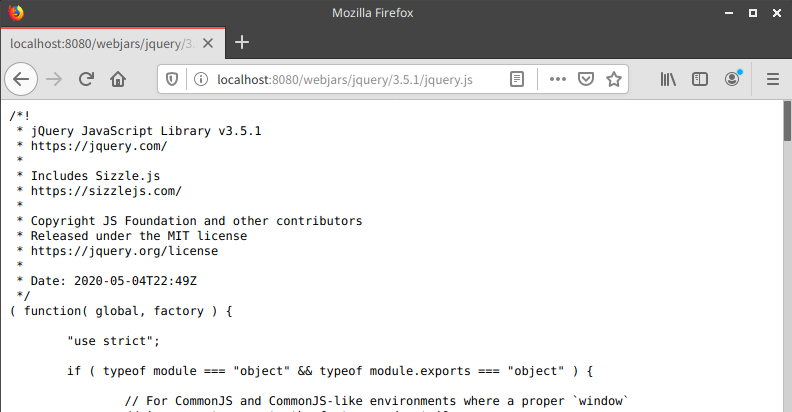 Mozilla Firefox
localhost:8080/webjars/jquery/3.
localhost:8080/webjars/jquery/3.5.1/jquery.js
/*!
 * jQuery JavaScript Library v3.5.1
 * https://jquery.com/
 *
 * Includes Sizzle.js
 * https://sizzlejs.com/
 *
 * Copyright JS Foundation and other contributors
 * Released under the MIT license
 * https://jquery.org/license
 *
 * Date: 2020-05-04T22:49Z
 */
( function( global, factory ) {
"use strict";
if ( typeof module === "object" && typeof module.exports === "object" ) {
// For CommonJS and CommonJS-like environments where a proper `window`